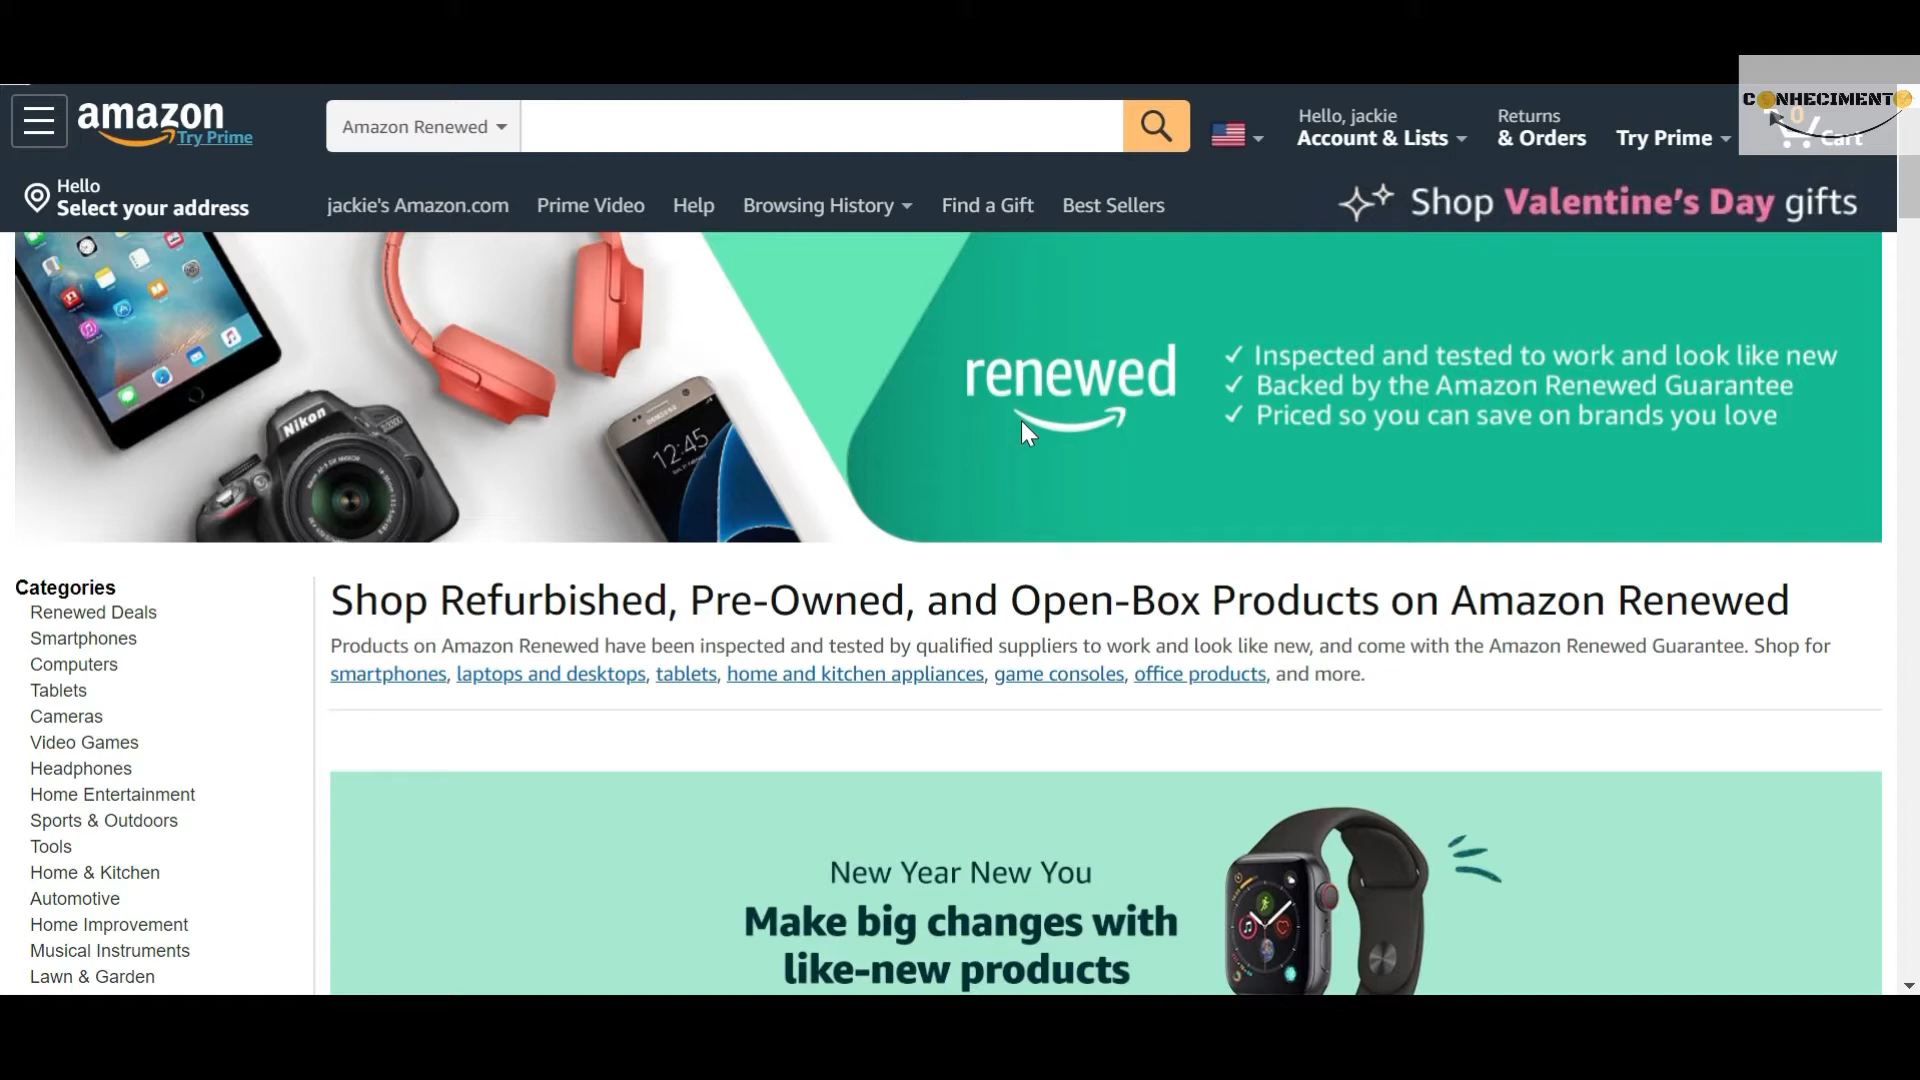 amazon
Try Prime
Amazon Renewed
Hello, jackie
Account & Lists
Returns
& Orders
Try Prime
CONHECIMENTO
0
Cart
Hello
Select your address
jackie's Amazon.com
Prime Video
Help
Browsing History
Find a Gift
Best Sellers
Shop Valentine's Day gifts
Nikon
12:45
renewed
✓ Inspected and tested to work and look like new
✓ Backed by the Amazon Renewed Guarantee
✓ Priced so you can save on brands you love
Categories
Renewed Deals
Smartphones
Computers
Tablets
Cameras
Video Games
Headphones
Home Entertainment
Sports & Outdoors
Tools
Home & Kitchen
Automotive
Home Improvement
Musical Instruments
Lawn & Garden
Shop Refurbished, Pre-Owned, and Open-Box Products on Amazon Renewed
Products on Amazon Renewed have been inspected and tested by qualified suppliers to work and look like new, and come with the Amazon Renewed Guarantee. Shop for
smartphones, laptops and desktops, tablets, home and kitchen appliances, game consoles, office products, and more.
New Year New You
Make big changes with
like-new products